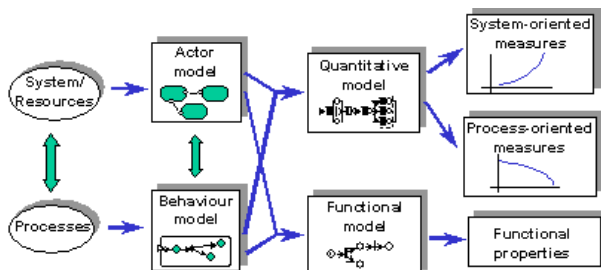 System/
Resources
Actor
model
Quantitative
model
System-oriented
measures
Process-oriented
measures
Processes
Behaviour
model
Functional
model
Functional
properties